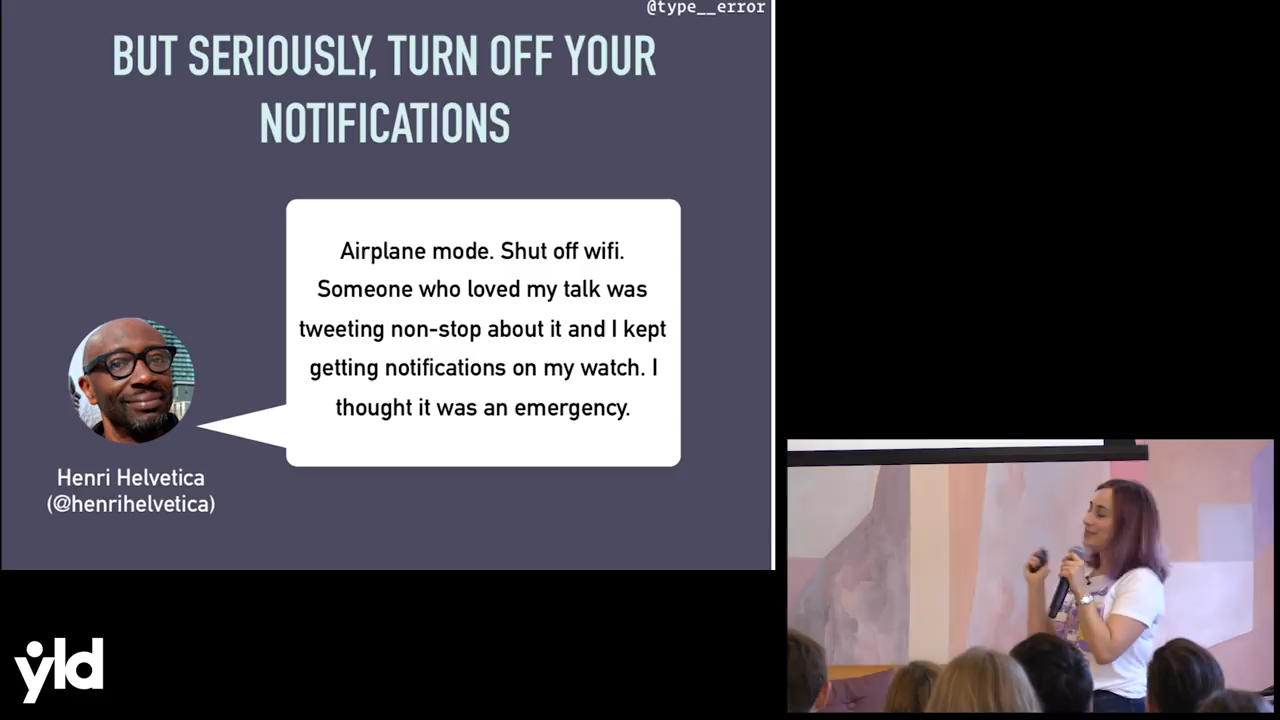 @type__error
BUT SERIOUSLY, TURN OFF YOUR
NOTIFICATIONS
Airplane mode. Shut off wifi.
Someone who loved my talk was
tweeting non-stop about it and I kept
getting notifications on my watch. I
thought it was an emergency.
Henri Helvetica
(@henrihelvetica)
yld